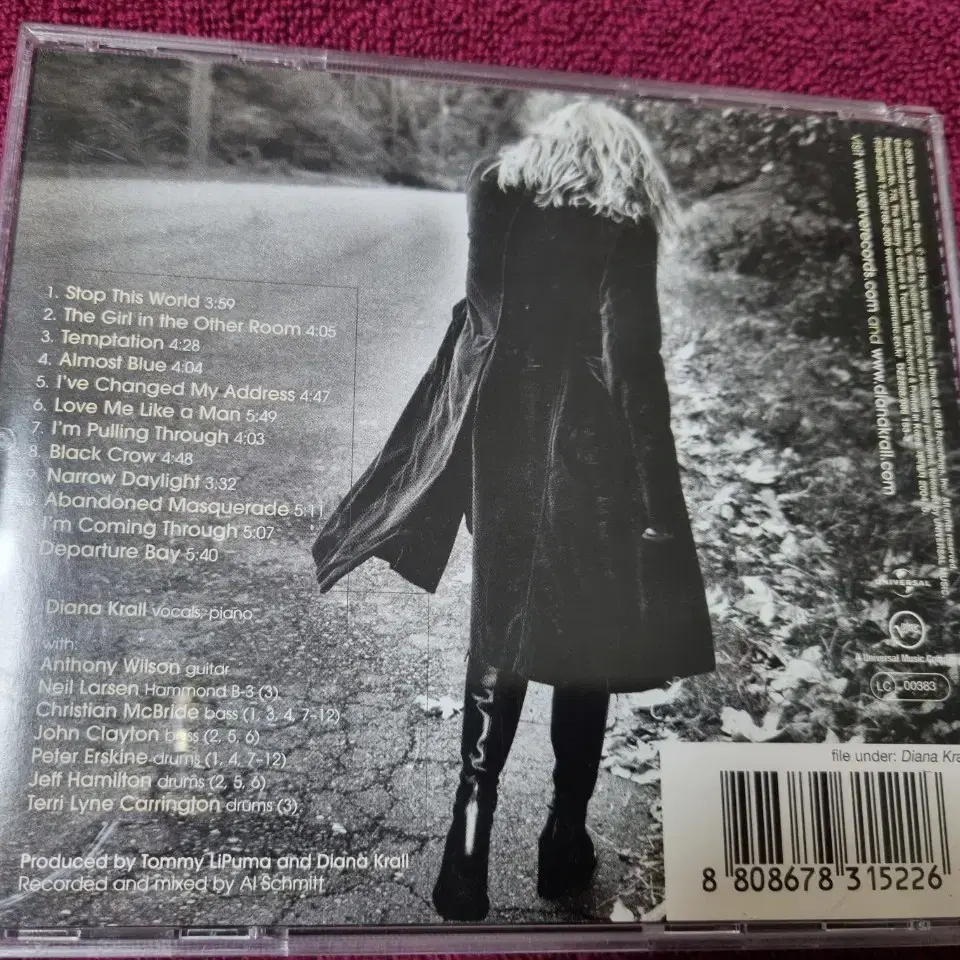 1. Stop This World 3:59
2. The Girl in the Other Room 4:05
3. Temptation 4:28
4. Almost Blue 4:04
5. I've Changed My Address 4:47
6. Love Me Like a Man 5:49
7. I'm Pulling Through 4:03
8. Black Crow 4:48
9. Narrow Daylight 3:32
Abandoned Masquerade 5:11
I'm Coming Through 5:07
Departure Bay 5:40
Diana Krall vocals, piano
with:
Anthony Wilson guitar
Neil Larsen Hammond B-3 (3)
Christian McBride bass (1, 3, 4, 7-12)
John Clayton bass (2, 5, 6)
Peter Erskine drums (1, 4, 7-12)
Jeff Hamilton drums (2, 5, 6)
Terri Lyne Carrington drums (3)
Produced by Tommy LiPuma and Diana Krall
Recorded and mixed by Al Schmitt
visit www.ververecords.com and www.dianakrall.com
UNIVERSAL
verve
A Universal Music
LC 00383
file under: Diana Kra
8 808678 315226